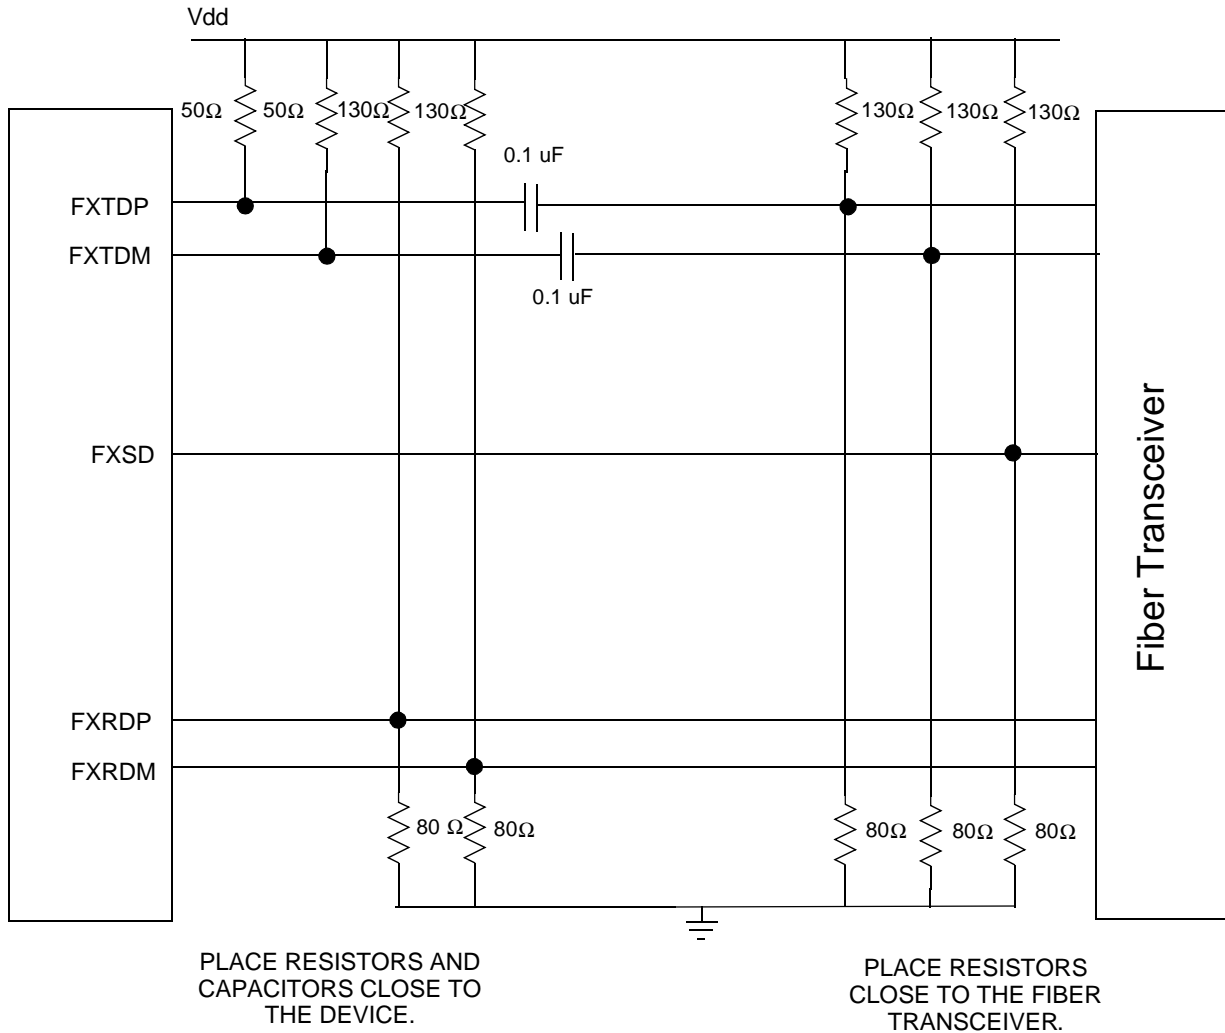 Vdd
50Ω 50Ω 130Ω 130Ω 130Ω 130Ω 130Ω
0.1 uF
FXTDP
FXTDM
0.1 uF
FXSD
Fiber Transceiver
FXRDP
FXRDM
80 Ω 80Ω 80Ω 80Ω 80Ω
PLACE RESISTORS AND
CAPACITORS CLOSE TO
THE DEVICE.
PLACE RESISTORS
CLOSE TO THE FIBER
TRANSCEIVER.